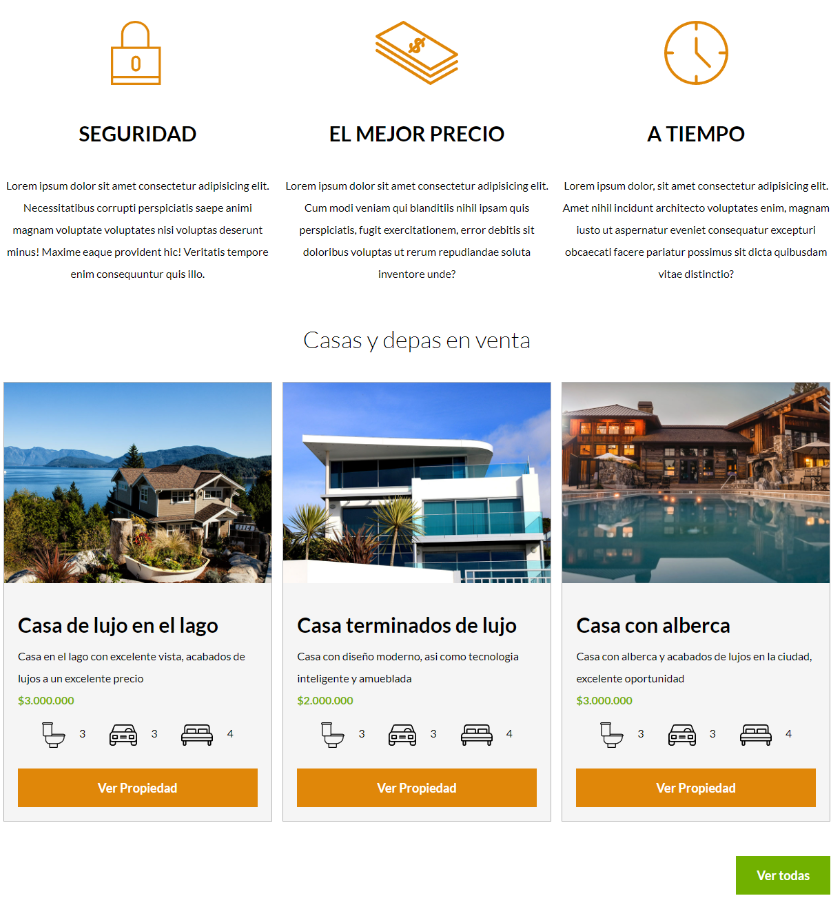 SEGURIDAD
Lorem ipsum dolor sit amet consectetur adipisicing elit.
Necessitatibus corrupti perspiciatis saepe animi
magnam voluptate voluptates nisi voluptas deserunt
minus! Maxime eaque provident hic! Veritatis tempore
enim consequuntur quis illo.
EL MEJOR PRECIO
Lorem ipsum dolor sit amet consectetur adipisicing elit.
Cum modi veniam qui blanditiis nihil ipsam quis
perspiciatis, fugit exercitationem, error debitis sit
doloribus voluptas ut rerum repudiandae soluta
inventore unde?
A TIEMPO
Lorem ipsum dolor, sit amet consectetur adipisicing elit.
Amet nihil incidunt architecto voluptates enim, magnam
iusto ut aspernatur eveniet consequatur excepturi
obcaecati facere pariatur possimus sit dicta quibusdam
vitae distinctio?
Casas y depas en venta
Casa de lujo en el lago
Casa en el lago con excelente vista, acabados de
lujos a un excelente precio
$3.000.000
3 3 4
Ver Propiedad
Casa terminados de lujo
Casa con diseño moderno, asi como tecnologia
inteligente y amueblada
$2.000.000
3 3 4
Ver Propiedad
Casa con alberca
Casa con alberca y acabados de lujos en la ciudad,
excelente oportunidad
$3.000.000
3 3 4
Ver Propiedad
Ver todas